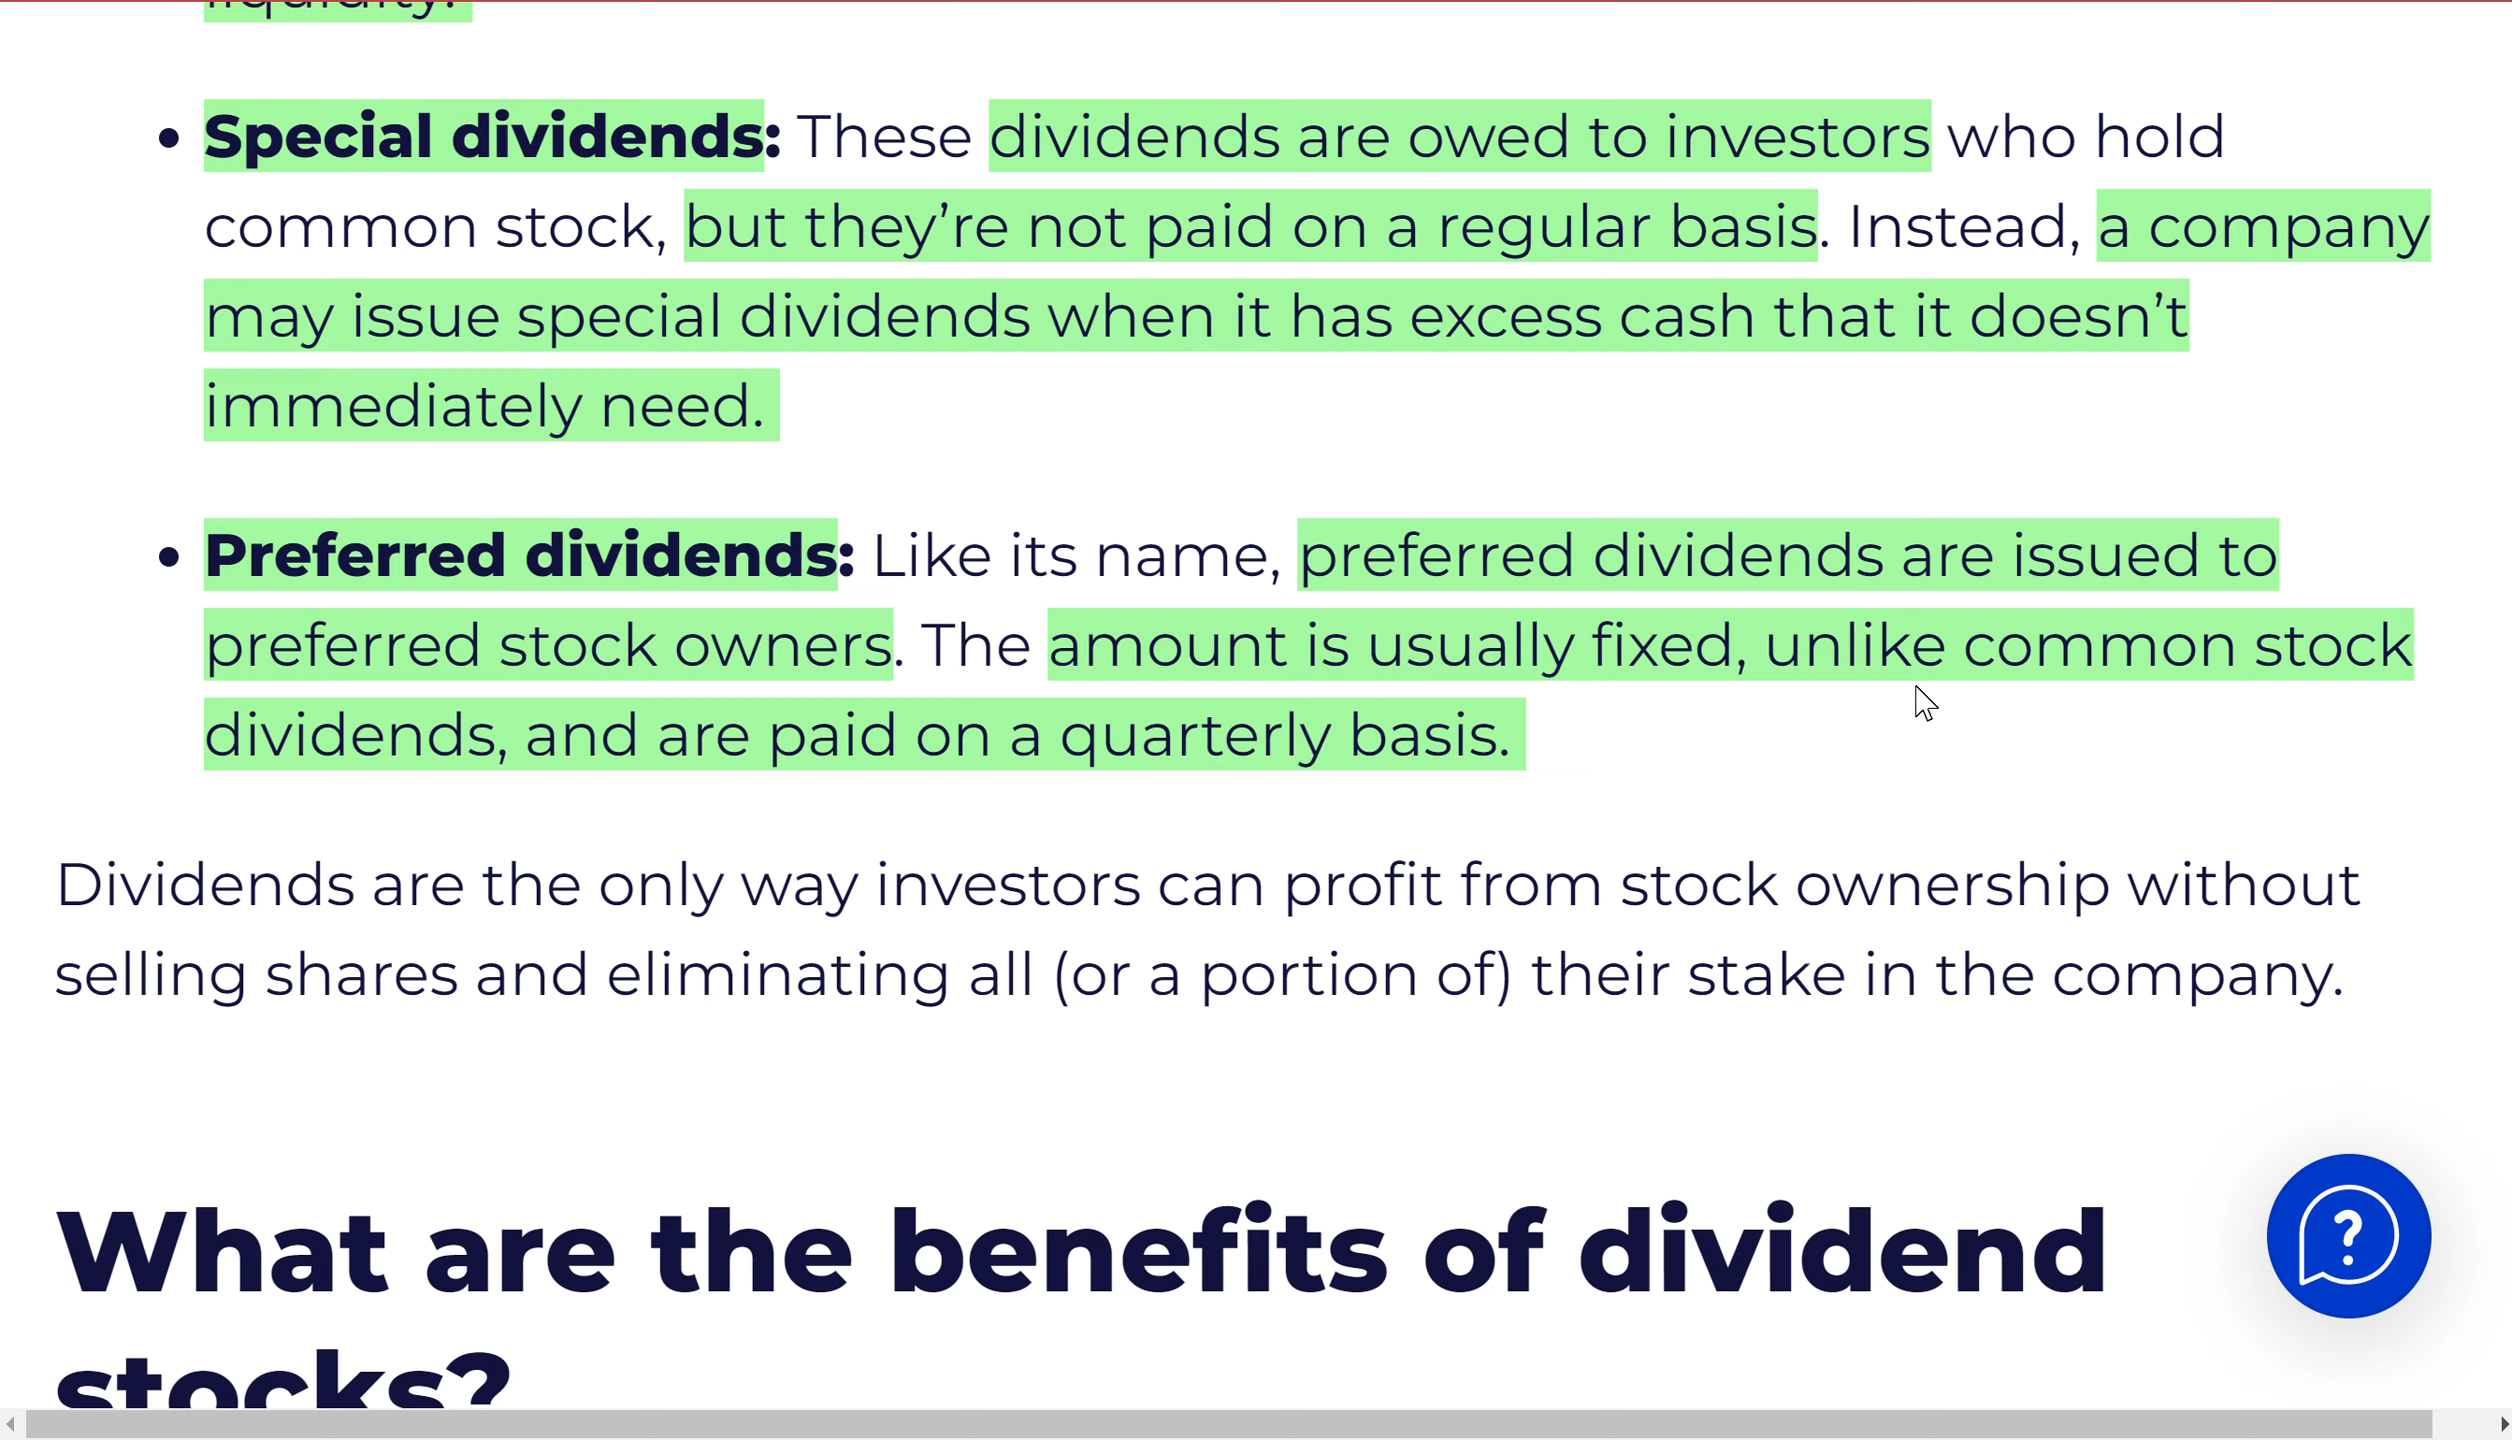 Special dividends: These dividends are owed to investors who hold
common stock, but they’re not paid on a regular basis. Instead, a company
may issue special dividends when it has excess cash that it doesn’t
immediately need.
Preferred dividends: Like its name, preferred dividends are issued to
preferred stock owners. The amount is usually fixed, unlike common stock
dividends, and are paid on a quarterly basis.
Dividends are the only way investors can profit from stock ownership without
selling shares and eliminating all (or a portion of) their stake in the company.
What are the benefits of dividend
stocks?